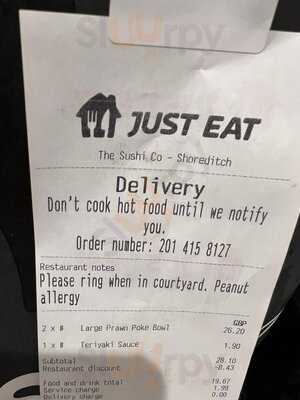 Slurrpy
JUST EAT
The Sushi Co - Shoreditch
Delivery
Don't cook hot food until we notify
you.
Order number: 201 415 8127
Restaurant notes
Please ring when in courtyard. Peanut
allergy
GBP
2 x # Large Prawn Poke Bowl 26.20
1 x # Teriyaki Sauce 1.90
Subtotal 28.10
Restaurant discount -8.43
Food and drink total 19.67
Service charge 1.99
Delivery charge 0.00